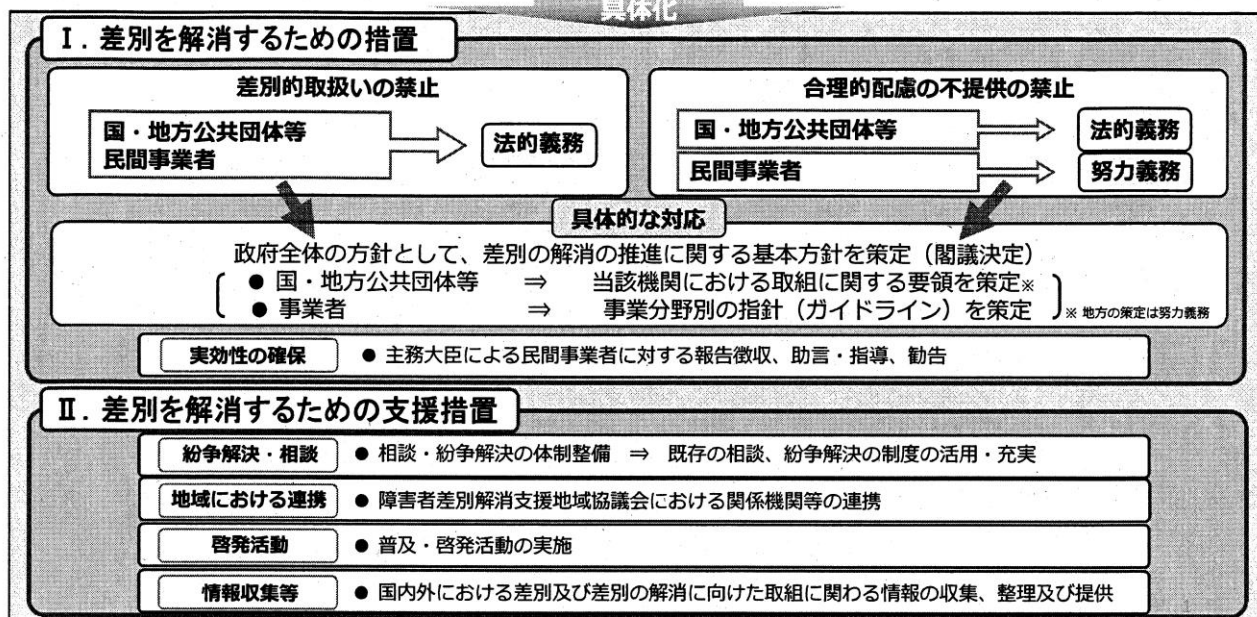 具体化
Ⅰ. 差別を解消するための措置
差別的取扱いの禁止
国・地方公共団体等
民間事業者
法的義務
合理的配慮の不提供の禁止
国・地方公共団体等
法的義務
民間事業者
努力義務
具体的な対応
政府全体の方針として、差別の解消の推進に関する基本方針を策定（閣議決定）
● 国・地方公共団体等 ⇒ 当該機関における取組に関する要領を策定※
● 事業者 ⇒ 事業分野別の指針（ガイドライン）を策定
※ 地方の策定は努力義務
実効性の確保 ● 主務大臣による民間事業者に対する報告徴収、助言・指導、勧告
Ⅱ. 差別を解消するための支援措置
紛争解決・相談 ● 相談・紛争解決の体制整備 ⇒ 既存の相談、紛争解決の制度の活用・充実
地域における連携 ● 障害者差別解消支援地域協議会における関係機関等の連携
啓発活動 ● 普及・啓発活動の実施
情報収集等 ● 国内外における差別及び差別の解消に向けた取組に関わる情報の収集、整理及び提供
1